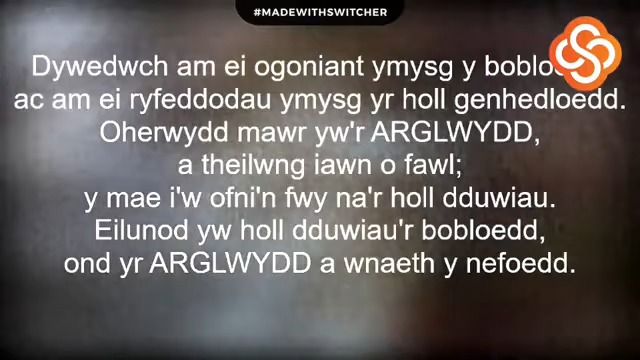 #MADEWITHSWITCHER
Dywedwch am ei ogoniant ymysg y
ac am ei ryfeddodau ymysg yr holl genhedloedd.
Oherwydd mawr yw'r ARGLWYDD,
a theilwng iawn o fawl;
y mae i'w ofni'n fwy na'r holl dduwiau.
Eilunod yw holl dduwiau'r bobloedd,
ond yr ARGLWYDD a wnaeth y nefoedd.